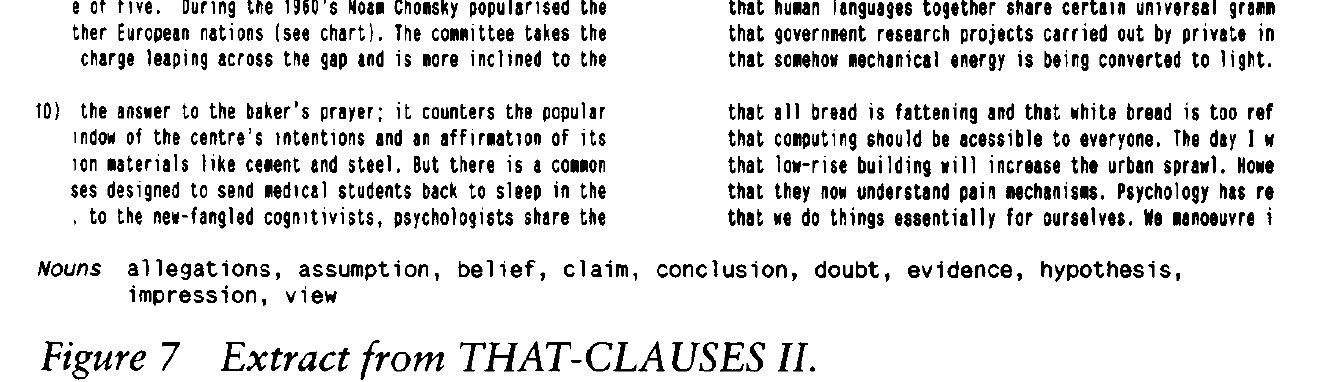 e of five. During the 1960's Noam Chomsky popularised the that human languages together share certain universal gramm
ther European nations (see chart). The committee takes the that government research projects carried out by private in
charge leaping across the gap and is more inclined to the that somehow mechanical energy is being converted to light.
10) the answer to the baker's prayer; it counters the popular that all bread is fattening and that white bread is too ref
indow of the centre's intentions and an affirmation of its that computing should be acessible to everyone. The day I w
ion materials like cement and steel. But there is a common that low-rise building will increase the urban sprawl. Howe
ses designed to send medical students back to sleep in the that they now understand pain mechanisms. Psychology has re
. to the new-fangled cognitivists, psychologists share the that we do things essentially for ourselves. We manoeuvre i
Nouns allegations, assumption, belief, claim, conclusion, doubt, evidence, hypothesis,
impression, view
Figure 7 Extract from THAT-CLAUSES II.